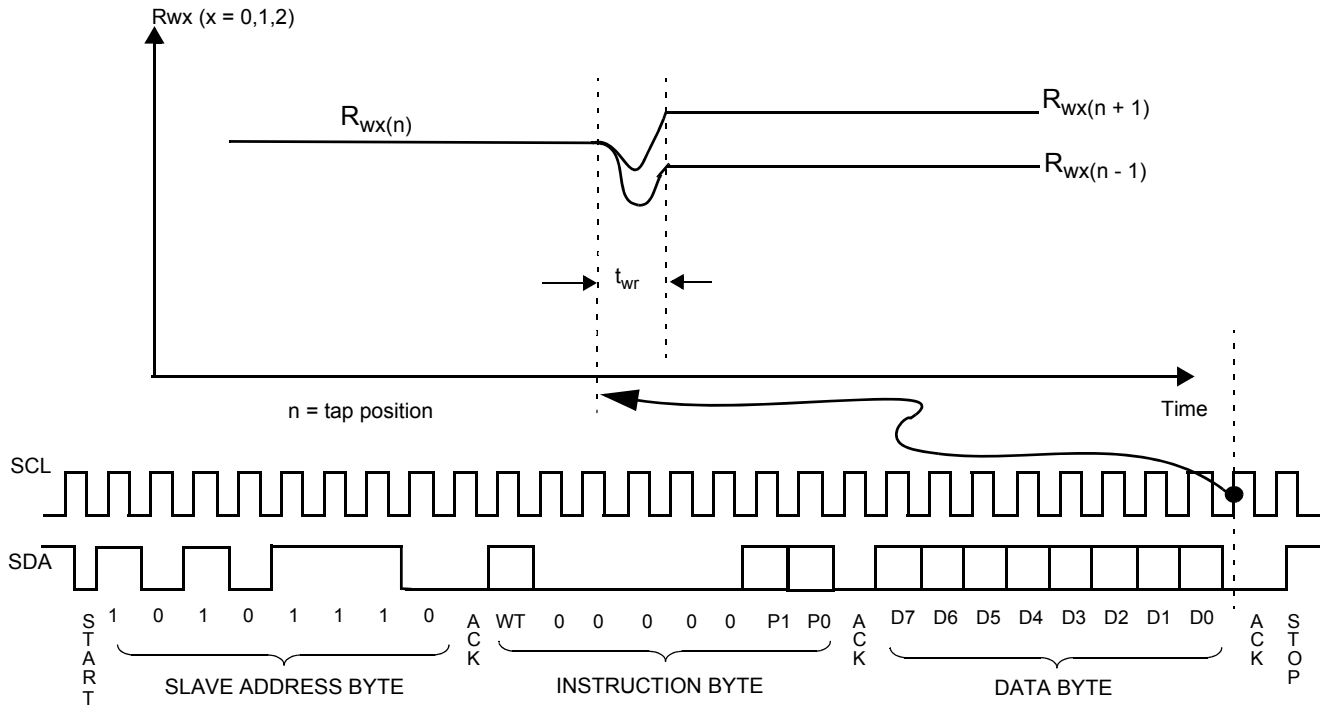 Rwx (x = 0,1,2)
Rwx(n)
Rwx(n + 1)
Rwx(n - 1)
twr
n = tap position
Time
SCL
SDA
START 1 0 1 0 1 1 1 0 ACK WT 0 0 0 0 0 P1 P0 ACK D7 D6 D5 D4 D3 D2 D1 D0 ACK STOP
SLAVE ADDRESS BYTE INSTRUCTION BYTE DATA BYTE